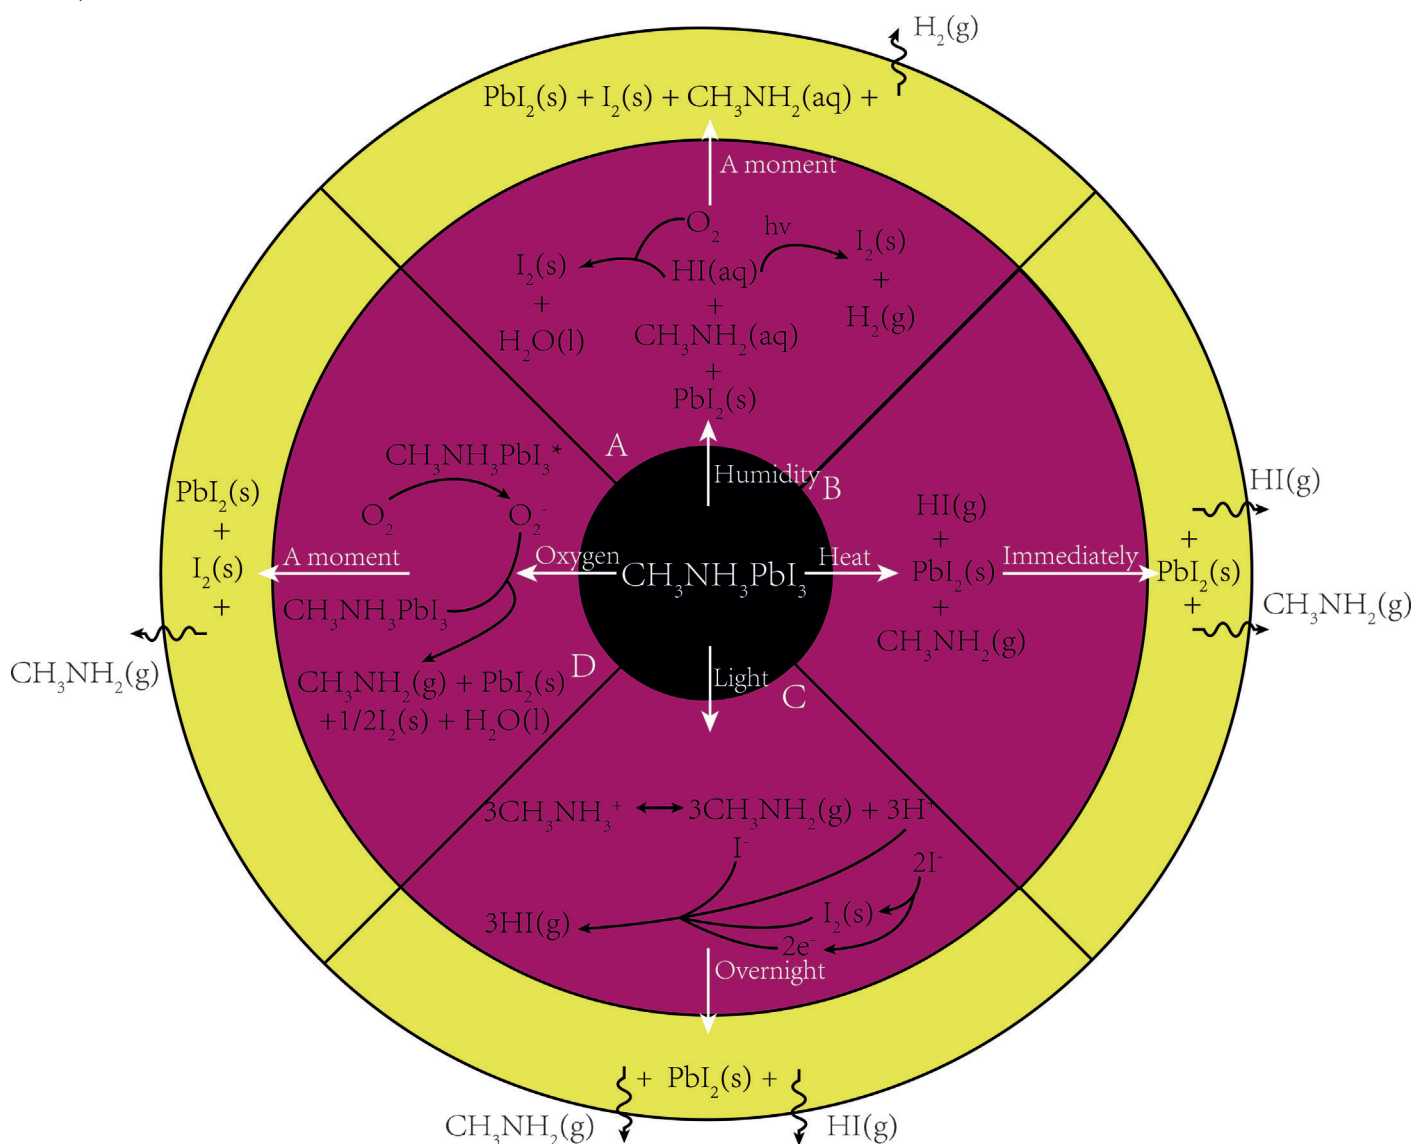 H₂(g)
PbI₂(s) + I₂(s) + CH₃NH₂(aq) +
A moment
O₂
hv
I₂(s)
I₂(s)
HI(aq)
+
+
+
H₂O(l)
H₂(g)
CH₃NH₂(aq)
+
PbI₂(s)
A
Humidity
B
CH₃NH₃PbI₃*
O₂
O₂⁻
PbI₂(s)
+
I₂(s)
+
CH₃NH₂(g)
A moment
Oxygen
CH₃NH₃PbI₃
Heat
CH₃NH₃PbI₃
CH₃NH₂(g) + PbI₂(s)
+1/2I₂(s) + H₂O(l)
HI(g)
+
PbI₂(s)
+
CH₃NH₂(g)
Immediately
HI(g)
+
PbI₂(s)
+
CH₃NH₂(g)
D
Light
C
3CH₃NH₃⁺
3CH₃NH₂(g) + 3H⁺
I⁻
2I⁻
3HI(g)
I₂(s)
2e⁻
Overnight
+ PbI₂(s) +
CH₃NH₂(g)
HI(g)